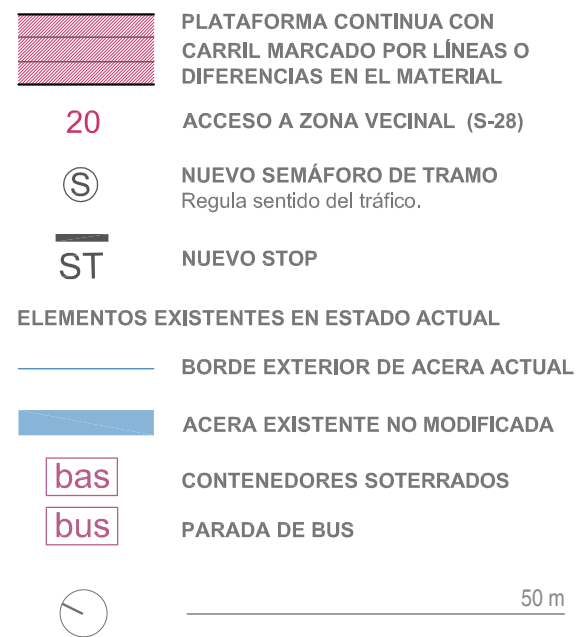 PLATAFORMA CONTINUA CON
CARRIL MARCADO POR LÍNEAS O
DIFERENCIAS EN EL MATERIAL
20 ACCESO A ZONA VECINAL (S-28)
S NUEVO SEMÁFORO DE TRAMO
Regula sentido del tráfico.
ST NUEVO STOP
ELEMENTOS EXISTENTES EN ESTADO ACTUAL
BORDE EXTERIOR DE ACERA ACTUAL
ACERA EXISTENTE NO MODIFICADA
bas CONTENEDORES SOTERRADOS
bus PARADA DE BUS
50 m